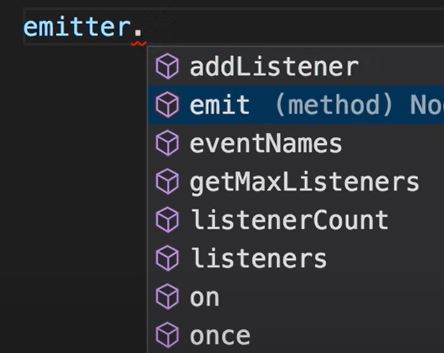 emitter.
addListener
emit (method) No
eventNames
getMaxListeners
listenerCount
listeners
on
once